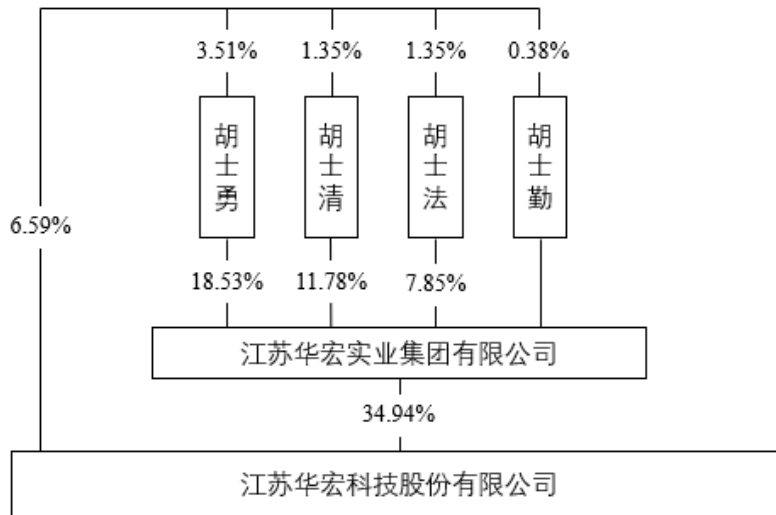 3.51% 1.35% 1.35% 0.38%
胡士勇 胡士清 胡士法 胡士勤
6.59%
18.53% 11.78% 7.85%
江苏华宏实业集团有限公司
34.94%
江苏华宏科技股份有限公司